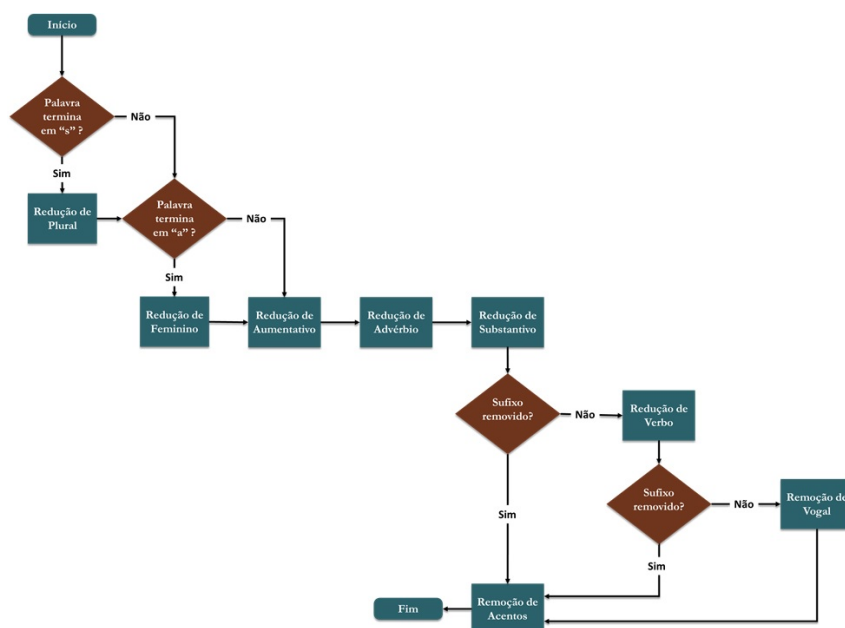 Início
Palavra
termina
em “s” ?
Não
Sim
Redução de
Plural
Palavra
termina
em “a” ?
Não
Sim
Redução de
Feminino
Redução de
Aumentativo
Redução de
Advérbio
Redução de
Substantivo
Sufixo
removido?
Não
Redução de
Verbo
Sim
Sufixo
removido?
Não
Remoção de
Vogal
Sim
Remoção de
Acentos
Fim